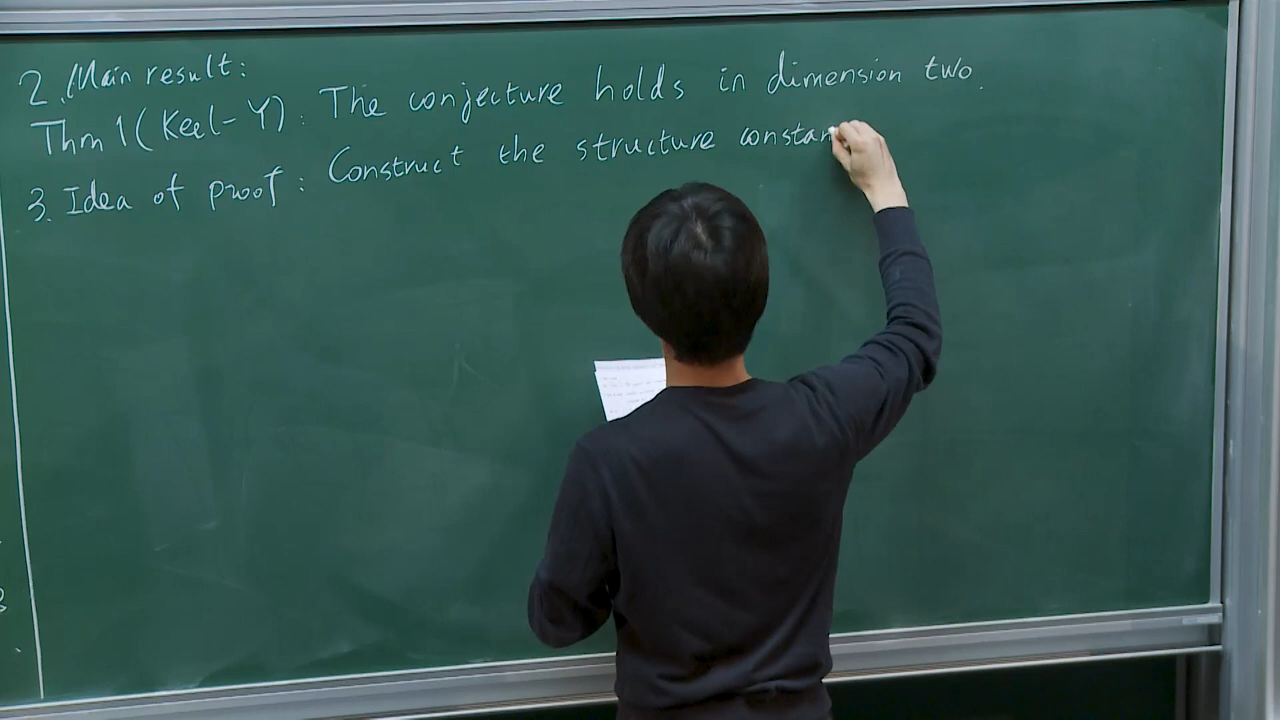 2. Main result:
Thm 1 (Keel-Y): The conjecture holds in dimension two.
3. Idea of proof: Construct the structure constan